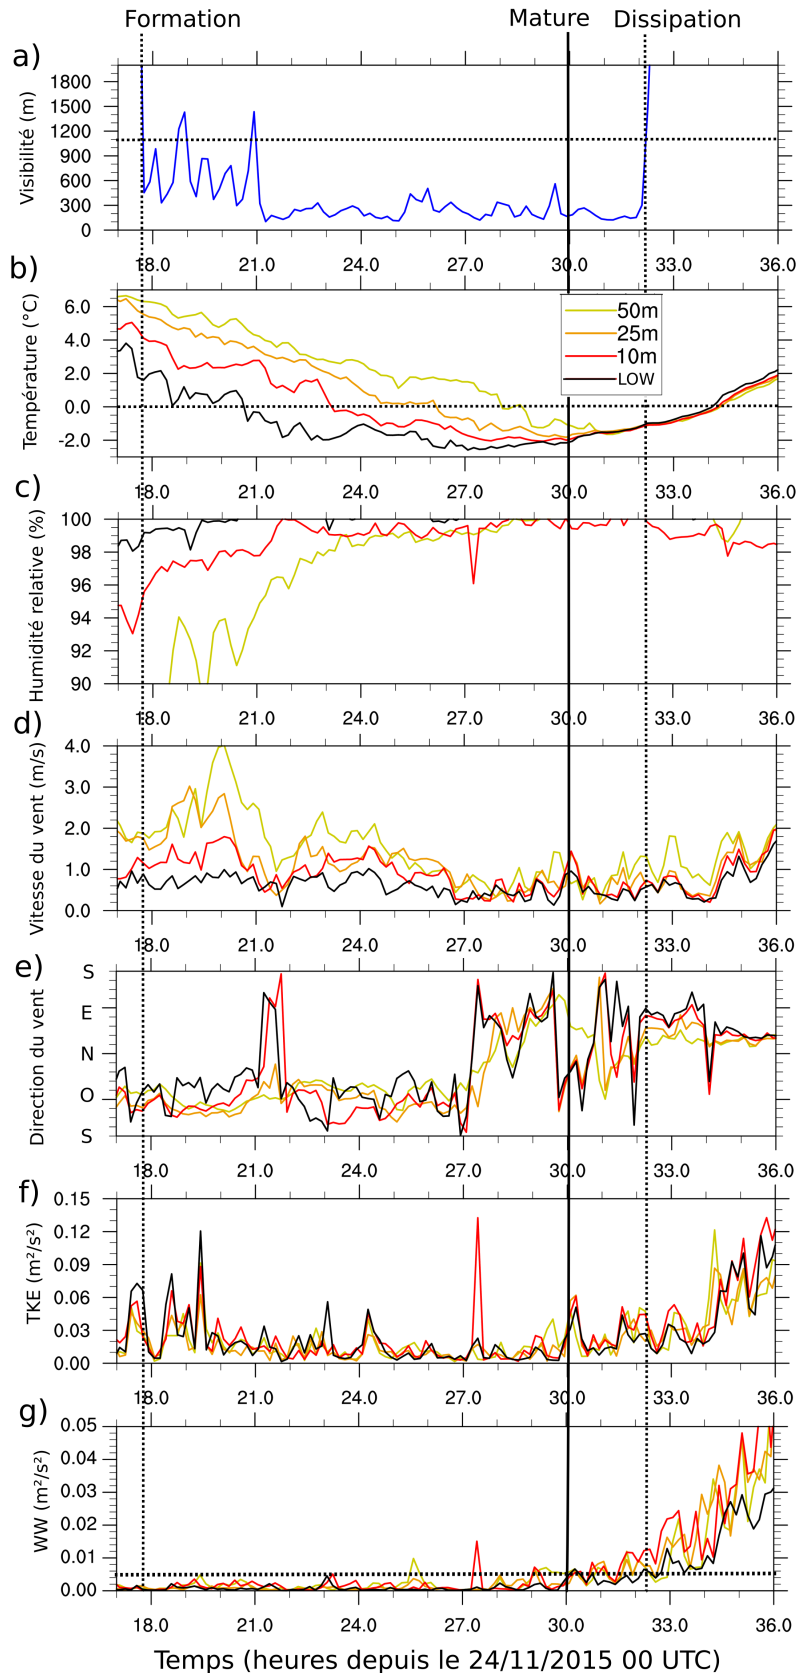 Formation Mature Dissipation
a)
Visibilité (m)
1800
1500
1200
900
600
300
0
18.0 21.0 24.0 27.0 30.0 33.0 36.0
b)
Température (°C)
6.0
4.0
2.0
0.0
-2.0
50m
25m
10m
LOW
18.0 21.0 24.0 27.0 30.0 33.0 36.0
c)
Humidité relative (%)
100
98
96
94
92
90
18.0 21.0 24.0 27.0 30.0 33.0 36.0
d)
Vitesse du vent (m/s)
4.0
3.0
2.0
1.0
0.0
18.0 21.0 24.0 27.0 30.0 33.0 36.0
e)
Direction du vent
S
E
N
O
S
18.0 21.0 24.0 27.0 30.0 33.0 36.0
f)
TKE (m²/s²)
0.15
0.12
0.09
0.06
0.03
0.00
18.0 21.0 24.0 27.0 30.0 33.0 36.0
g)
WW (m²/s²)
0.05
0.04
0.03
0.02
0.01
0.00
18.0 21.0 24.0 27.0 30.0 33.0 36.0
Temps (heures depuis le 24/11/2015 00 UTC)